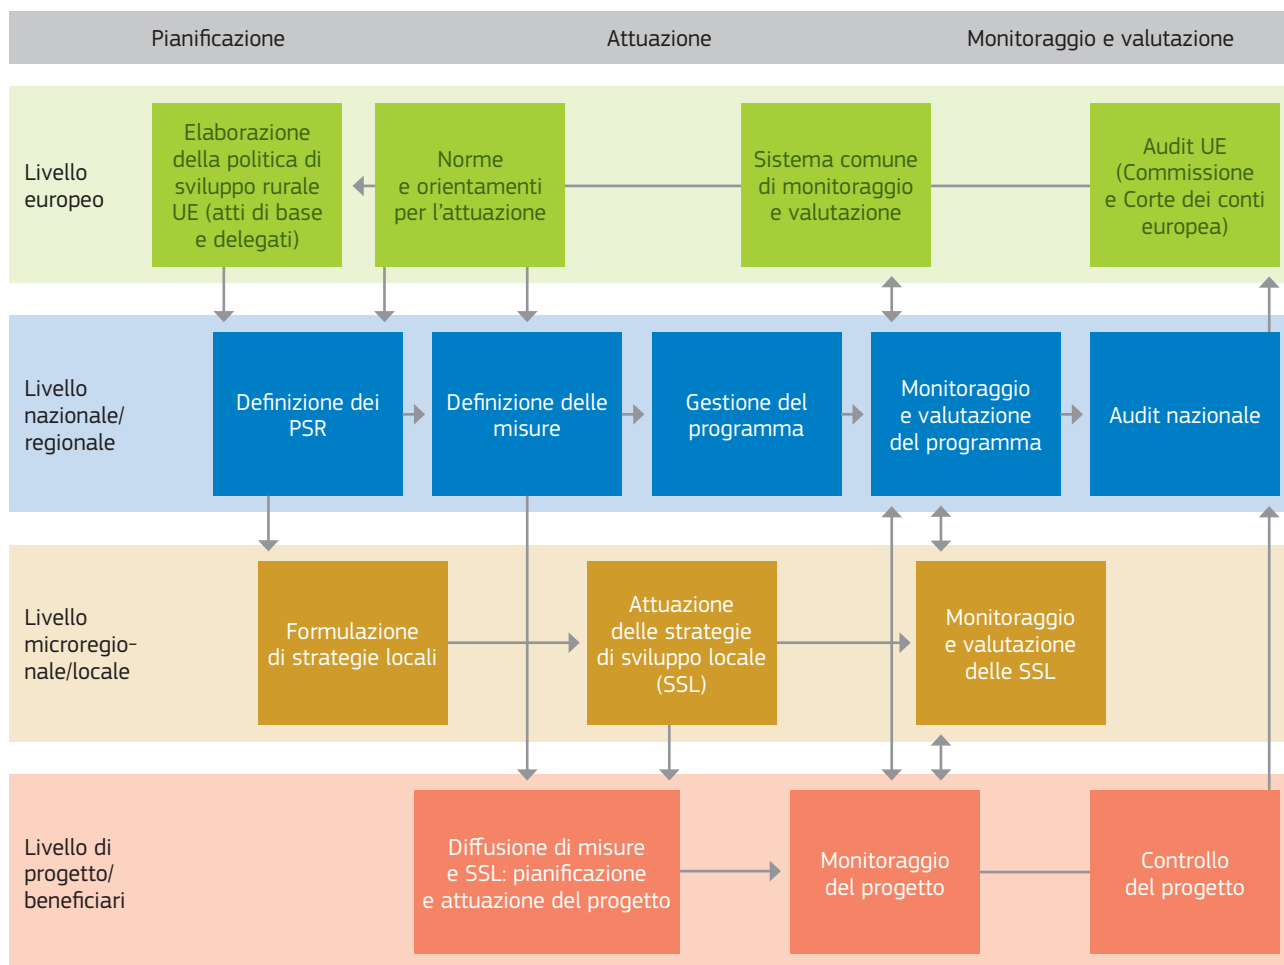 Pianificazione
Attuazione
Monitoraggio e valutazione
Livello
europeo
Elaborazione
della politica di
sviluppo rurale
UE (atti di base
e delegati)
Norme
e orientamenti
per l'attuazione
Sistema comune
di monitoraggio
e valutazione
Audit UE
(Commissione
e Corte dei conti
europea)
Livello
nazionale/
regionale
Definizione dei
PSR
Definizione delle
misure
Gestione del
programma
Monitoraggio
e valutazione
del programma
Audit nazionale
Livello
microregio-
nale/locale
Formulazione
di strategie locali
Attuazione
delle strategie
di sviluppo locale
(SSL)
Monitoraggio
e valutazione
delle SSL
Livello di
progetto/
beneficiari
Diffusione di misure
e SSL: pianificazione
e attuazione del progetto
Monitoraggio
del progetto
Controllo
del progetto